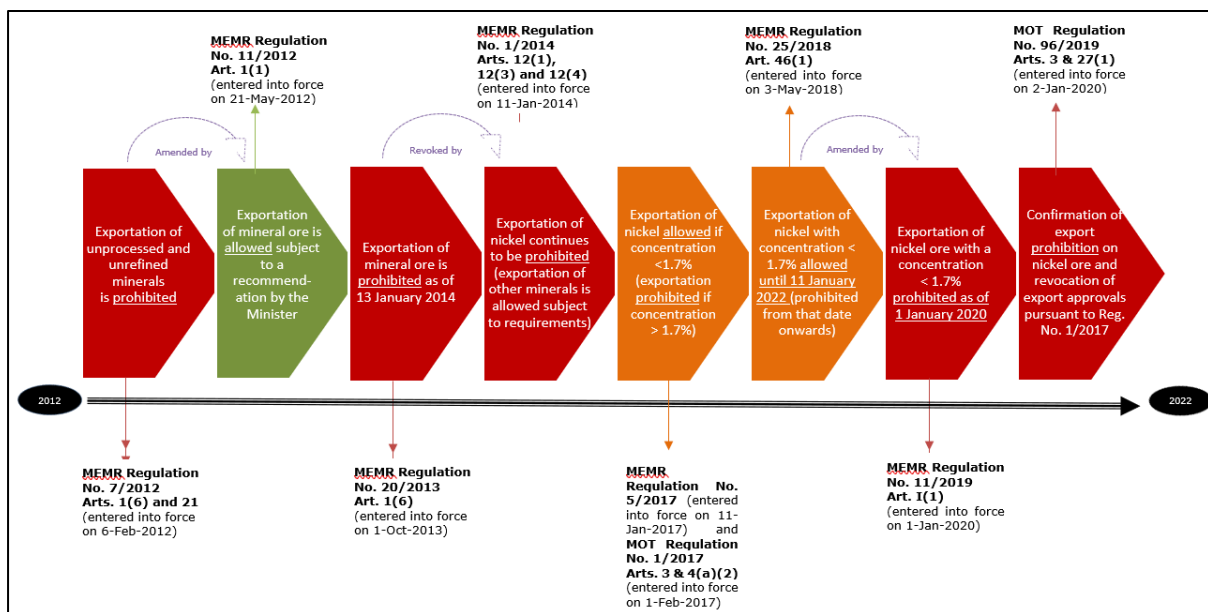 MEMR Regulation
No. 11/2012
Art. 1(1)
(entered into force
on 21-May-2012)
MEMR Regulation
No. 1/2014
Arts. 12(1),
12(3) and 12(4)
(entered into force
on 11-Jan-2014)
MEMR Regulation
No. 25/2018
Art. 46(1)
(entered into force
on 3-May-2018)
MOT Regulation
No. 96/2019
Arts. 3 & 27(1)
(entered into force
on 2-Jan-2020)
Amended by
Revoked by
Amended by
Exportation of
unprocessed and
unrefined
minerals
is prohibited
Exportation
of mineral ore is
allowed subject
to a
recommend-
ation by the
Minister
Exportation of
mineral ore is
prohibited as of
13 January 2014
Exportation of
nickel continues
to be prohibited
(exportation of
other minerals is
allowed subject
to requirements)
Exportation of
nickel allowed if
concentration
<1.7%
(exportation
prohibited if
concentration
> 1.7%)
Exportation of
nickel with
concentration <
1.7% allowed
until 11 January
2022 (prohibited
from that date
onwards)
Exportation of
nickel ore with a
concentration
< 1.7%
prohibited as of
1 January 2020
Confirmation of
export
prohibition on
nickel ore and
revocation of
export approvals
pursuant to Reg.
No. 1/2017
2012
2022
MEMR Regulation
No. 7/2012
Arts. 1(6) and 21
(entered into force
on 6-Feb-2012)
MEMR Regulation
No. 20/2013
Art. 1(6)
(entered into force
on 1-Oct-2013)
MEMR
Regulation No.
5/2017 (entered
into force on 11-
Jan-2017) and
MOT Regulation
No. 1/2017
Arts. 3 & 4(a)(2)
(entered into force
on 1-Feb-2017)
MEMR Regulation
No. 11/2019
Art. I(1)
(entered into force
on 1-Jan-2020)